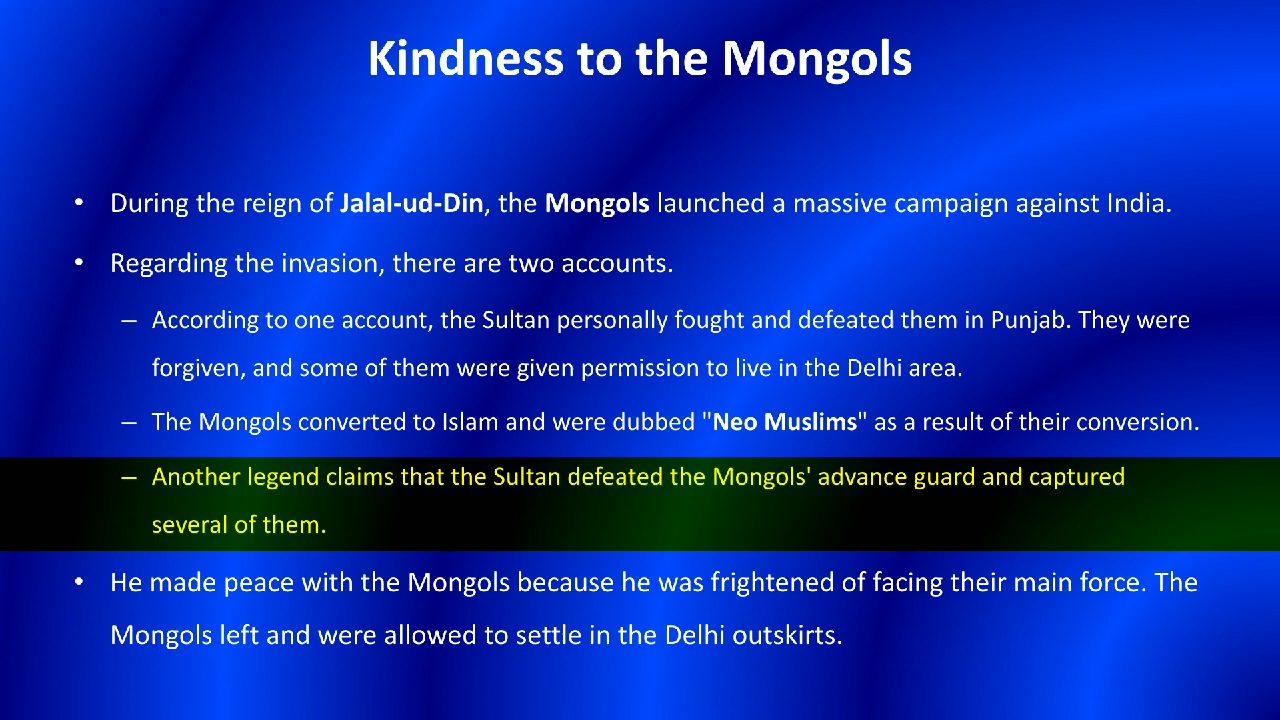 Kindness to the Mongols
• During the reign of Jalal-ud-Din, the Mongols launched a massive campaign against India.
• Regarding the invasion, there are two accounts.
– According to one account, the Sultan personally fought and defeated them in Punjab. They were
forgiven, and some of them were given permission to live in the Delhi area.
– The Mongols converted to Islam and were dubbed "Neo Muslims" as a result of their conversion.
– Another legend claims that the Sultan defeated the Mongols' advance guard and captured
several of them.
• He made peace with the Mongols because he was frightened of facing their main force. The
Mongols left and were allowed to settle in the Delhi outskirts.